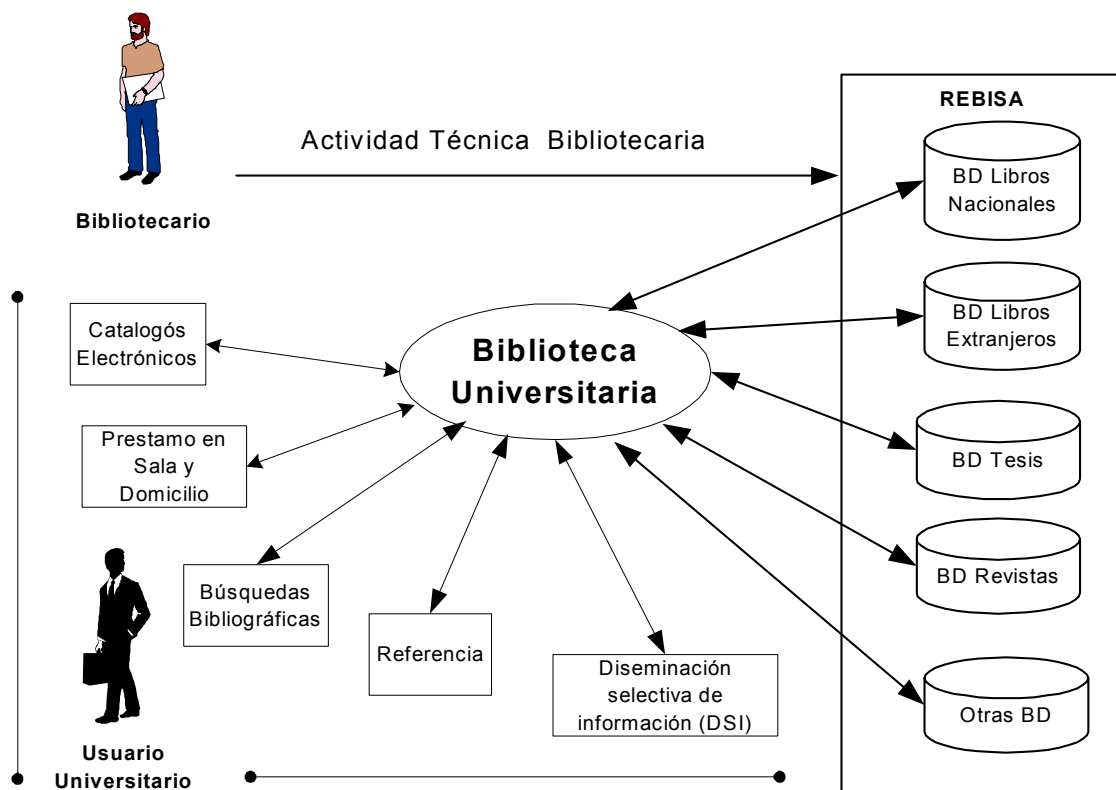 REBISA
Actividad Técnica Bibliotecaria
BD Libros
Nacionales
Bibliotecario
BD Libros
Extranjeros
Catalogós
Electrónicos
Biblioteca
Universitaria
Prestamo en
Sala y
Domicilio
BD Tesis
Búsquedas
Bibliográficas
BD Revistas
Referencia
Diseminación
selectiva de
información (DSI)
Otras BD
Usuario
Universitario